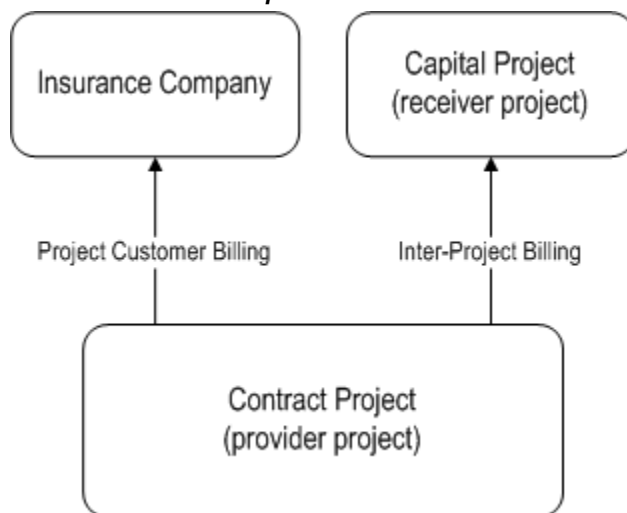 Insurance Company
Capital Project
(receiver project)
Project Customer Billing
Inter-Project Billing
Contract Project
(provider project)